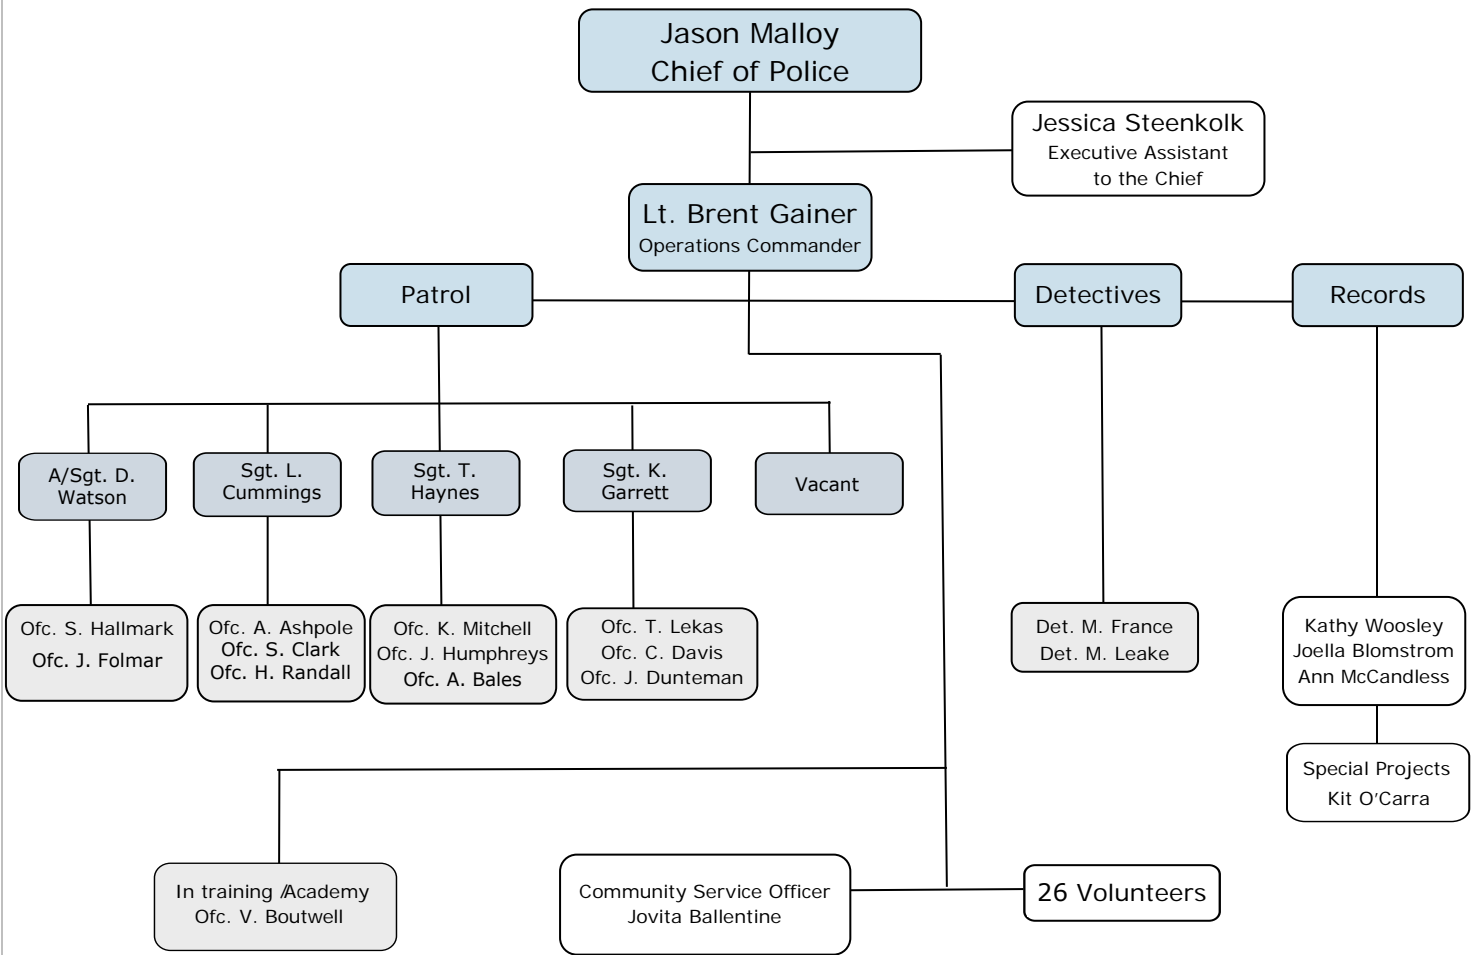 Jason Malloy
Chief of Police
Jessica Steenkolk
Executive Assistant
to the Chief
Lt. Brent Gainer
Operations Commander
Patrol
Detectives
Records
A/Sgt. D.
Watson
Sgt. L.
Cummings
Sgt. T.
Haynes
Sgt. K.
Garrett
Vacant
Ofc. S. Hallmark
Ofc. J. Folmar
Ofc. A. Ashpole
Ofc. S. Clark
Ofc. H. Randall
Ofc. K. Mitchell
Ofc. J. Humphreys
Ofc. A. Bales
Ofc. T. Lekas
Ofc. C. Davis
Ofc. J. Dunteman
Det. M. France
Det. M. Leake
Kathy Woosley
Joella Blomstrom
Ann McCandless
Special Projects
Kit O’Carra
In training /Academy
Ofc. V. Boutwell
Community Service Officer
Jovita Ballentine
26 Volunteers